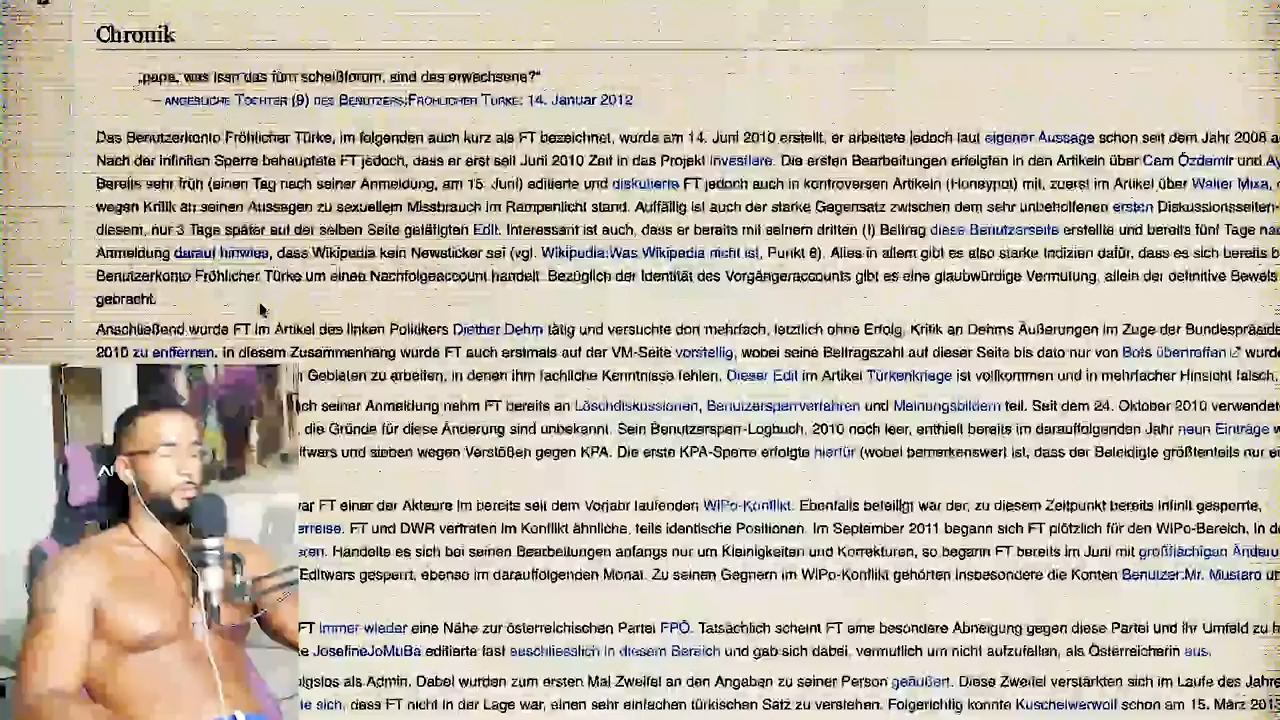 Chronik
„papa, was issn das fürn scheißforum, sind das erwachsene?“
— ANGEBLICHE TOCHTER (9) DES BENUTZERS:FRÖHLICHER TÜRKE: 14. Januar 2012
Das Benutzerkonto Fröhlicher Türke, im folgenden auch kurz als FT bezeichnet, wurde am 14. Juni 2010 erstellt, er arbeitete jedoch laut eigener Aussage schon seit dem Jahr 2008 a
Nach der infiniten Sperre behauptete FT jedoch, dass er erst seit Juni 2010 Zeit in das Projekt investiere. Die ersten Bearbeitungen erfolgten in den Artikeln über Cem Özdemir und Ay
Bereits sehr früh (einen Tag nach seiner Anmeldung, am 15. Juni) editierte und diskutierte FT jedoch auch in kontroversen Artikeln (Honeypot) mit, zuerst im Artikel über Walter Mixa,
wegen Kritik an seinen Aussagen zu sexuellem Missbrauch im Rampenlicht stand. Auffällig ist auch der starke Gegensatz zwischen dem sehr unbeholfenen ersten Diskussionsseiten-
diesem, nur 3 Tage später auf der selben Seite getätigten Edit. Interessant ist auch, dass er bereits mit seinem dritten (!) Beitrag diese Benutzerseite erstellte und bereits fünf Tage nac
Anmeldung darauf hinwies, dass Wikipedia kein Newsticker sei (vgl. Wikipedia:Was Wikipedia nicht ist, Punkt 8). Alles in allem gibt es also starke Indizien dafür, dass es sich bereits b
Benutzerkonto Fröhlicher Türke um einen Nachfolgeaccount handelt. Bezüglich der Identität des Vorgängeraccounts gibt es eine glaubwürdige Vermutung, allein der definitive Beweis
gebracht.
Anschließend wurde FT im Artikel des linken Politikers Diether Dehm tätig und versuchte dort mehrfach, letztlich ohne Erfolg, Kritik an Dehms Äußerungen im Zuge der Bundespräside
2010 zu entfernen. In diesem Zusammenhang wurde FT auch erstmals auf der VM-Seite vorstellig, wobei seine Beitragszahl auf dieser Seite bis dato nur von Bots übertroffen wurde
n Gebieten zu arbeiten, in denen ihm fachliche Kenntnisse fehlen. Dieser Edit im Artikel Türkenkriege ist vollkommen und in mehrfacher Hinsicht falsch.
ch seiner Anmeldung nahm FT bereits an Löschdiskussionen, Benutzersperrverfahren und Meinungsbildern teil. Seit dem 24. Oktober 2010 verwendet
, die Gründe für diese Änderung sind unbekannt. Sein Benutzersperr-Logbuch, 2010 noch leer, enthielt bereits im darauffolgenden Jahr neun Einträge w
itwars und sieben wegen Verstößen gegen KPA. Die erste KPA-Sperre erfolgte hierfür (wobei bemerkenswert ist, dass der Beleidigte größtenteils nur ei
ar FT einer der Akteure im bereits seit dem Vorjahr laufenden WiPo-Konflikt. Ebenfalls beteiligt war der, zu diesem Zeitpunkt bereits infinit gesperrte,
erreise. FT und DWR vertraten im Konflikt ähnliche, teils identische Positionen. Im September 2011 begann sich FT plötzlich für den WiPo-Bereich, in de
ren. Handelte es sich bei seinen Bearbeitungen anfangs nur um Kleinigkeiten und Korrekturen, so begann FT bereits im Juni mit großflächigen Änderu
Editwars gesperrt, ebenso im darauffolgenden Monat. Zu seinen Gegnern im WiPo-Konflikt gehörten insbesondere die Konten Benutzer:Mr. Mustard un
FT immer wieder eine Nähe zur österreichischen Partei FPÖ. Tatsächlich scheint FT eine besondere Abneigung gegen diese Partei und ihr Umfeld zu h
e JosefineJoMuBa editierte fast auschliesslich in diesem Bereich und gab sich dabei, vermutlich um nicht aufzufallen, als Österreicherin aus.
lgslos als Admin. Dabei wurden zum ersten Mal Zweifel an den Angaben zu seiner Person geäußert. Diese Zweifel verstärkten sich im Laufe des Jahre
ie sich, dass FT nicht in der Lage war, einen sehr einfachen türkischen Satz zu verstehen. Folgerichtig konnte Kuschelwerwolf schon am 15. März 201